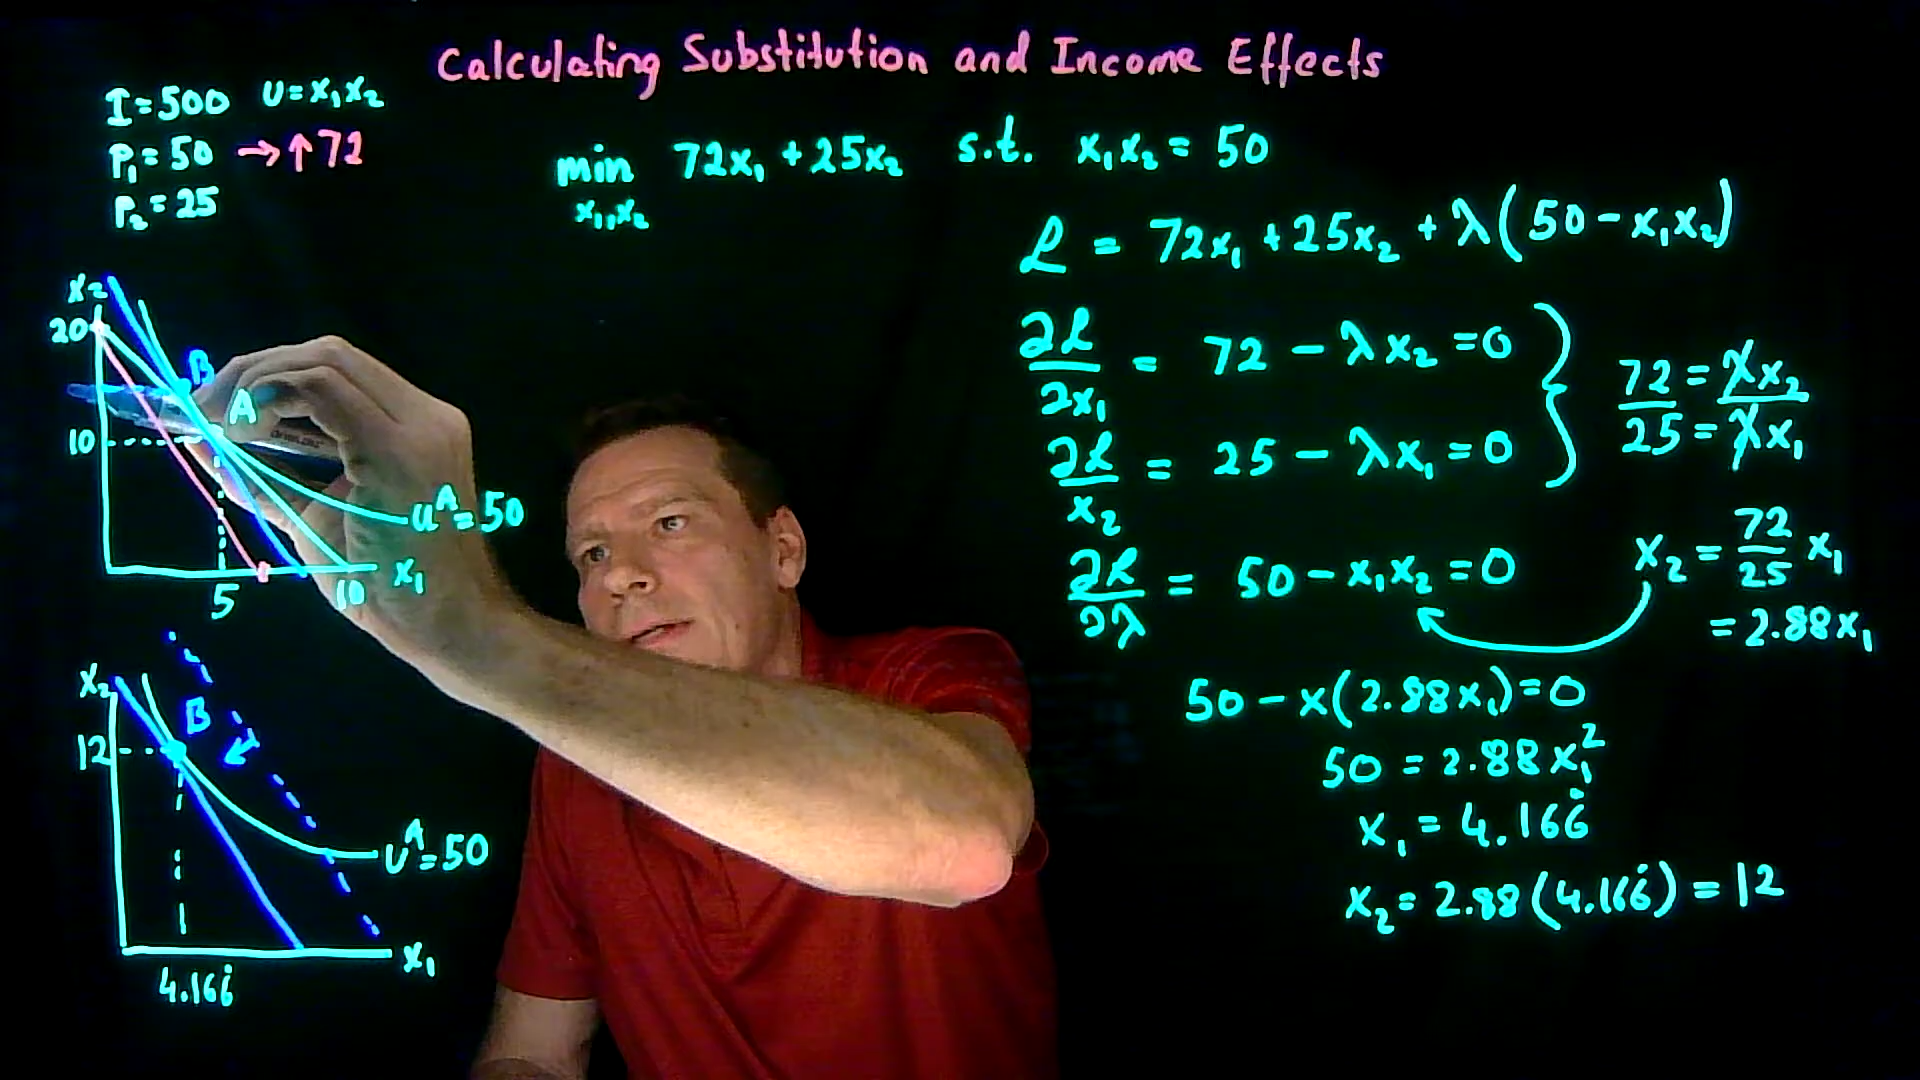 Calculating Substitution and Income Effects
I=500 U=x₁x₂
P₁=50 →↑72
P₂=25
min 72x₁+25x₂ s.t. x₁x₂=50
x₁,x₂
ℒ = 72x₁+25x₂+λ(50-x₁x₂)
∂ℒ/∂x₁ = 72-λx₂=0
∂ℒ/x₂ = 25-λx₁=0
∂ℒ/∂λ = 50-x₁x₂=0
72/25 = λx₂/λx₁
x₂ = 72/25 x₁
=2.88x₁
50-x(2.88x₁)=0
50=2.88x₁²
x₁=4.166̇
x₂=2.88(4.166̇)=12
x₂
20
B
A
10
Uᴬ=50
5
10
x₁
x₂
B
12
Uᴬ=50
x₁
4.166̇